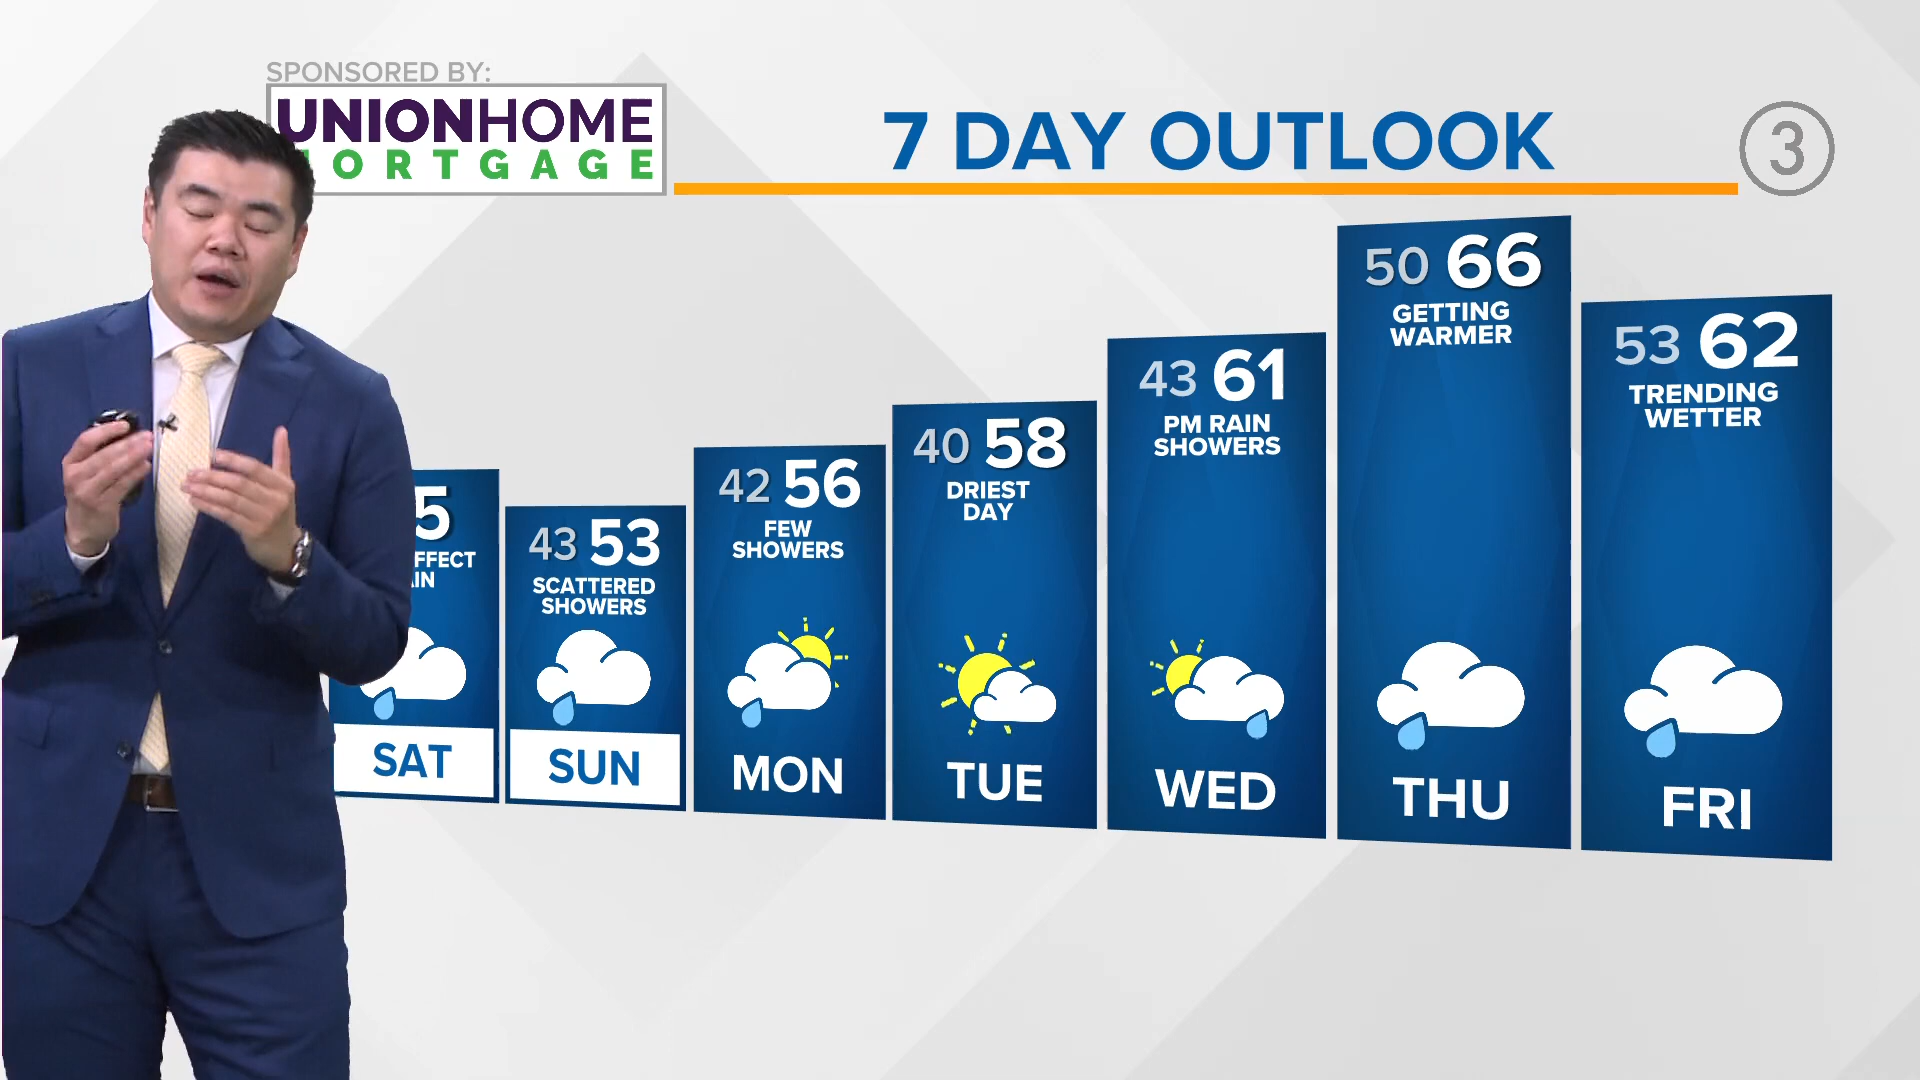 SPONSORED BY:
UNIONHOME
MORTGAGE
7 DAY OUTLOOK
3
5
FFECT
IN
SAT
43 53
SCATTERED
SHOWERS
SUN
42 56
FEW
SHOWERS
MON
40 58
DRIEST
DAY
TUE
43 61
PM RAIN
SHOWERS
WED
50 66
GETTING
WARMER
THU
53 62
TRENDING
WETTER
FRI